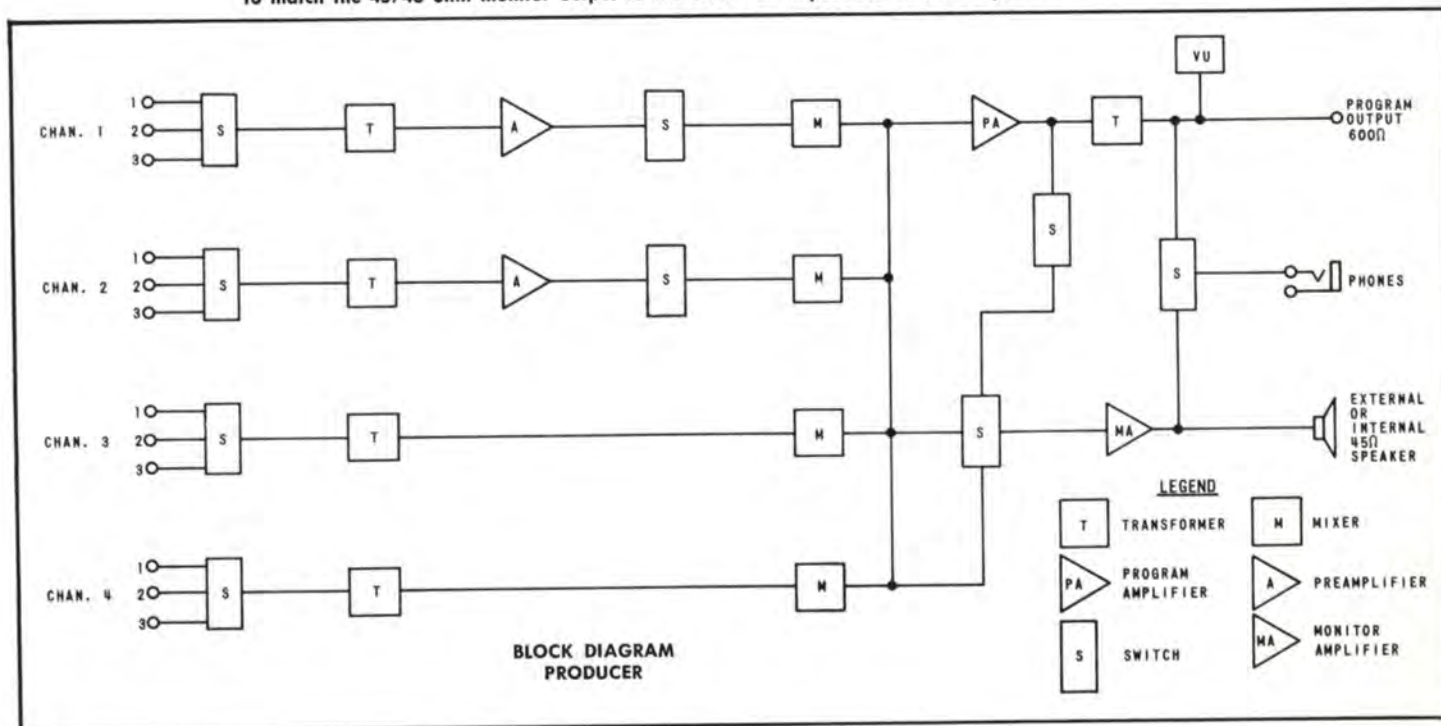 CHAN. 1
1
2
3
S
T
A
S
M
PA
T
VU
PROGRAM
OUTPUT
600Ω
CHAN. 2
1
2
3
S
T
A
S
M
S
S
PHONES
CHAN. 3
1
2
3
S
T
M
S
MA
EXTERNAL
OR
INTERNAL
45Ω
SPEAKER
CHAN. 4
1
2
3
S
T
M
BLOCK DIAGRAM
PRODUCER
LEGEND
T TRANSFORMER
M MIXER
PA PROGRAM
AMPLIFIER
A PREAMPLIFIER
S SWITCH
MA MONITOR
AMPLIFIER